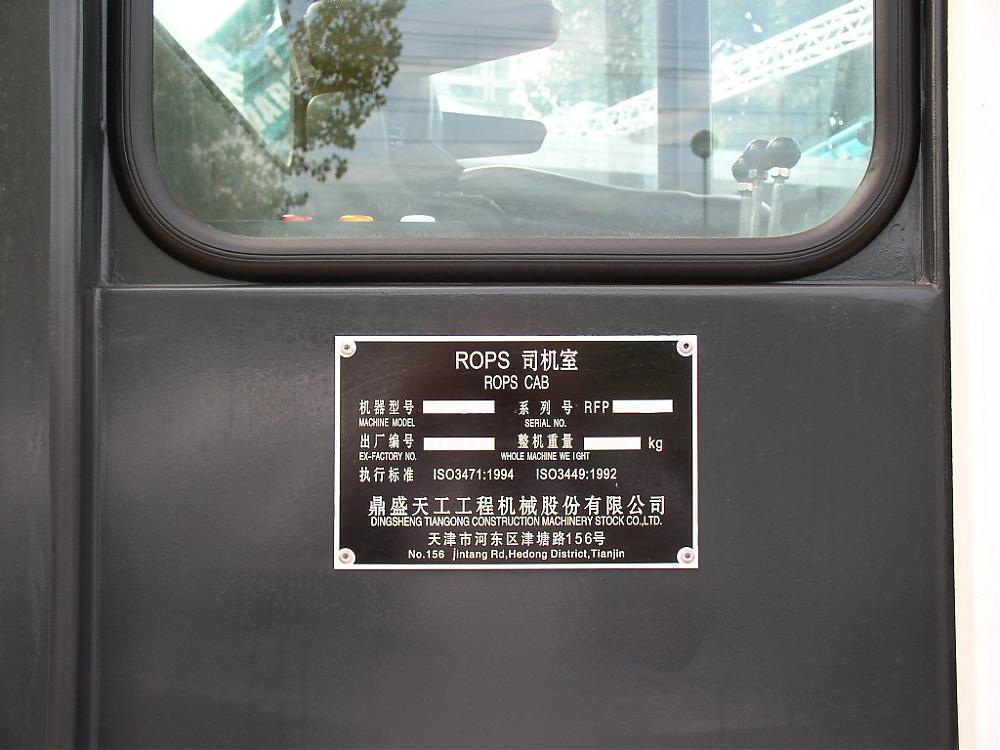 ROPS 司机室
ROPS CAB
机器型号 系列号 RFP
MACHINE MODEL SERIAL NO.
出厂编号 整机重量 kg
EX-FACTORY NO. WHOLE MACHINE WEIGHT
执行标准 ISO3471:1994 ISO3449:1992
鼎盛天工工程机械股份有限公司
DINGSHENG TIANGONG CONSTRUCTION MACHINERY STOCK CO.,LTD.
天津市河东区津塘路156号
No.156 jintang Rd,Hedong District,Tianjin